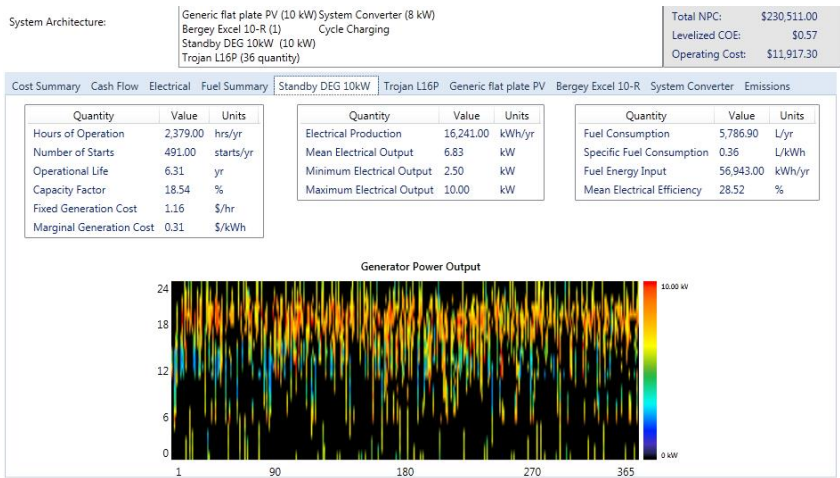 System Architecture:
Generic flat plate PV (10 kW) System Converter (8 kW)
Bergey Excel 10-R (1) Cycle Charging
Standby DEG 10kW (10 kW)
Trojan L16P (36 quantity)
Total NPC: $230,511.00
Levelized COE: $0.57
Operating Cost: $11,917.30
Cost Summary Cash Flow Electrical Fuel Summary Standby DEG 10kW Trojan L16P Generic flat plate PV Bergey Excel 10-R System Converter Emissions
Quantity Value Units
Hours of Operation 2,379.00 hrs/yr
Number of Starts 491.00 starts/yr
Operational Life 6.31 yr
Capacity Factor 18.54 %
Fixed Generation Cost 1.16 $/hr
Marginal Generation Cost 0.31 $/kWh
Quantity Value Units
Electrical Production 16,241.00 kWh/yr
Mean Electrical Output 6.83 kW
Minimum Electrical Output 2.50 kW
Maximum Electrical Output 10.00 kW
Quantity Value Units
Fuel Consumption 5,786.90 L/yr
Specific Fuel Consumption 0.36 L/kWh
Fuel Energy Input 56,943.00 kWh/yr
Mean Electrical Efficiency 28.52 %
Generator Power Output
24
18
12
6
0
1 90 180 270 365
10.00 kW
0 kW